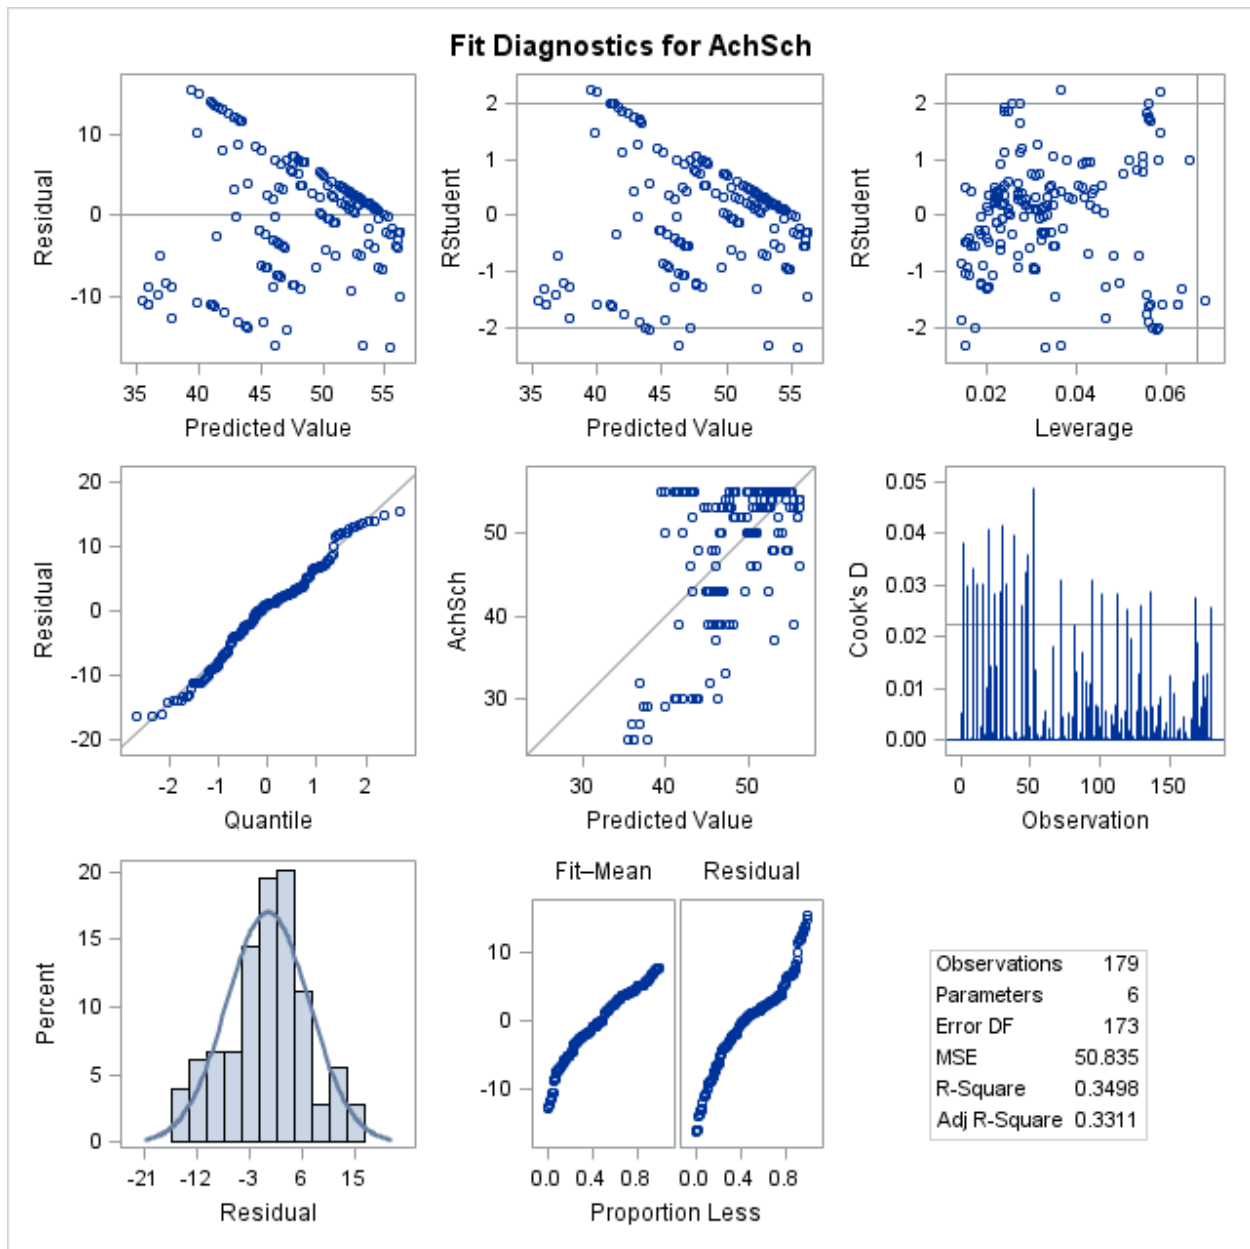 Fit Diagnostics for AchSch
Residual
10
0
-10
35 40 45 50 55
Predicted Value
RStudent
2
1
0
-1
-2
35 40 45 50 55
Predicted Value
RStudent
2
1
0
-1
-2
0.02 0.04 0.06
Leverage
Residual
20
10
0
-10
-20
-2 -1 0 1 2
Quantile
AchSch
50
40
30
30 40 50
Predicted Value
Cook's D
0.05
0.04
0.03
0.02
0.01
0.00
0 50 100 150
Observation
Percent
20
15
10
5
0
-21 -12 -3 6 15
Residual
Fit–Mean Residual
10
0
-10
0.0 0.4 0.8 0.0 0.4 0.8
Proportion Less
Observations 179
Parameters 6
Error DF 173
MSE 50.835
R-Square 0.3498
Adj R-Square 0.3311